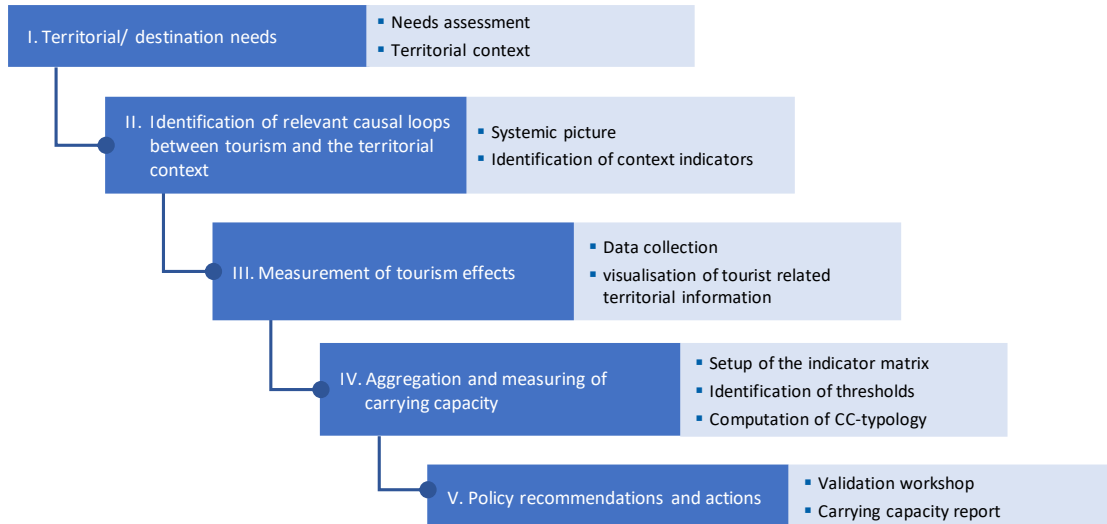 I. Territorial/ destination needs
▪ Needs assessment
▪ Territorial context
II. Identification of relevant causal loops
between tourism and the territorial
context
▪ Systemic picture
▪ Identification of context indicators
III. Measurement of tourism effects
▪ Data collection
▪ visualisation of tourist related
territorial information
IV. Aggregation and measuring of
carrying capacity
▪ Setup of the indicator matrix
▪ Identification of thresholds
▪ Computation of CC-typology
V. Policy recommendations and actions
▪ Validation workshop
▪ Carrying capacity report